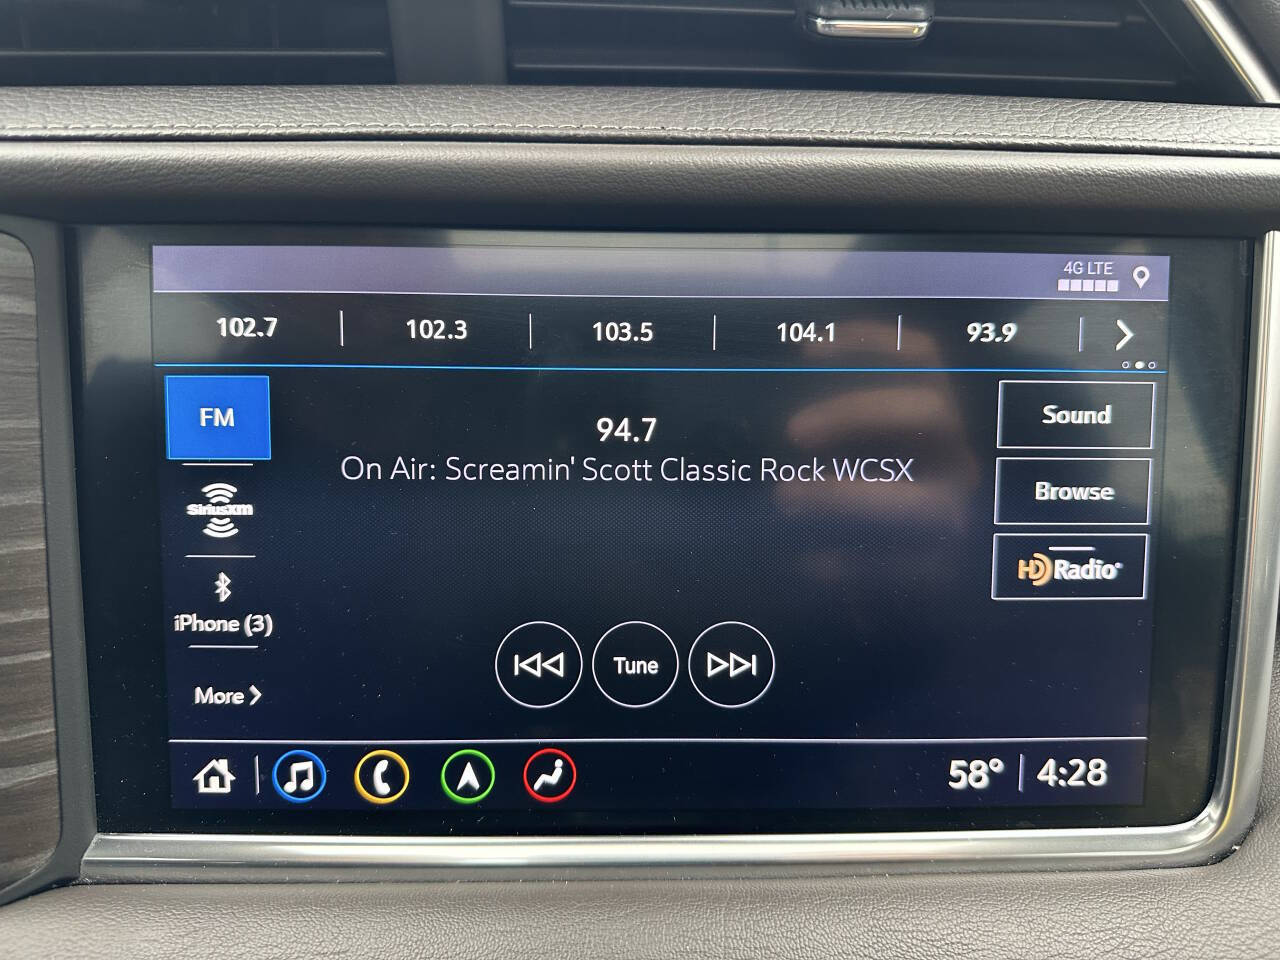 4G LTE
102.7 102.3 103.5 104.1 93.9
FM
94.7
Sound
On Air: Screamin' Scott Classic Rock WCSX
Browse
SiriusXM
HD Radio
iPhone (3)
Tune
More
58° 4:28